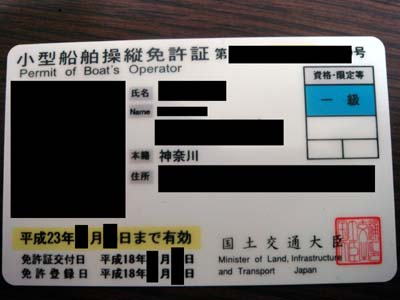 小型船舶操縦免許証 第 号
Permit of Boat's Operator
資格・限定等
一級
氏名
Name
本籍 神奈川
住所
平成23年 月 日まで有効
免許証交付日 平成18年 月 日
免許登録日 平成18年 月 日
国土交通大臣
Minister of Land, Infrastructure
and Transport Japan